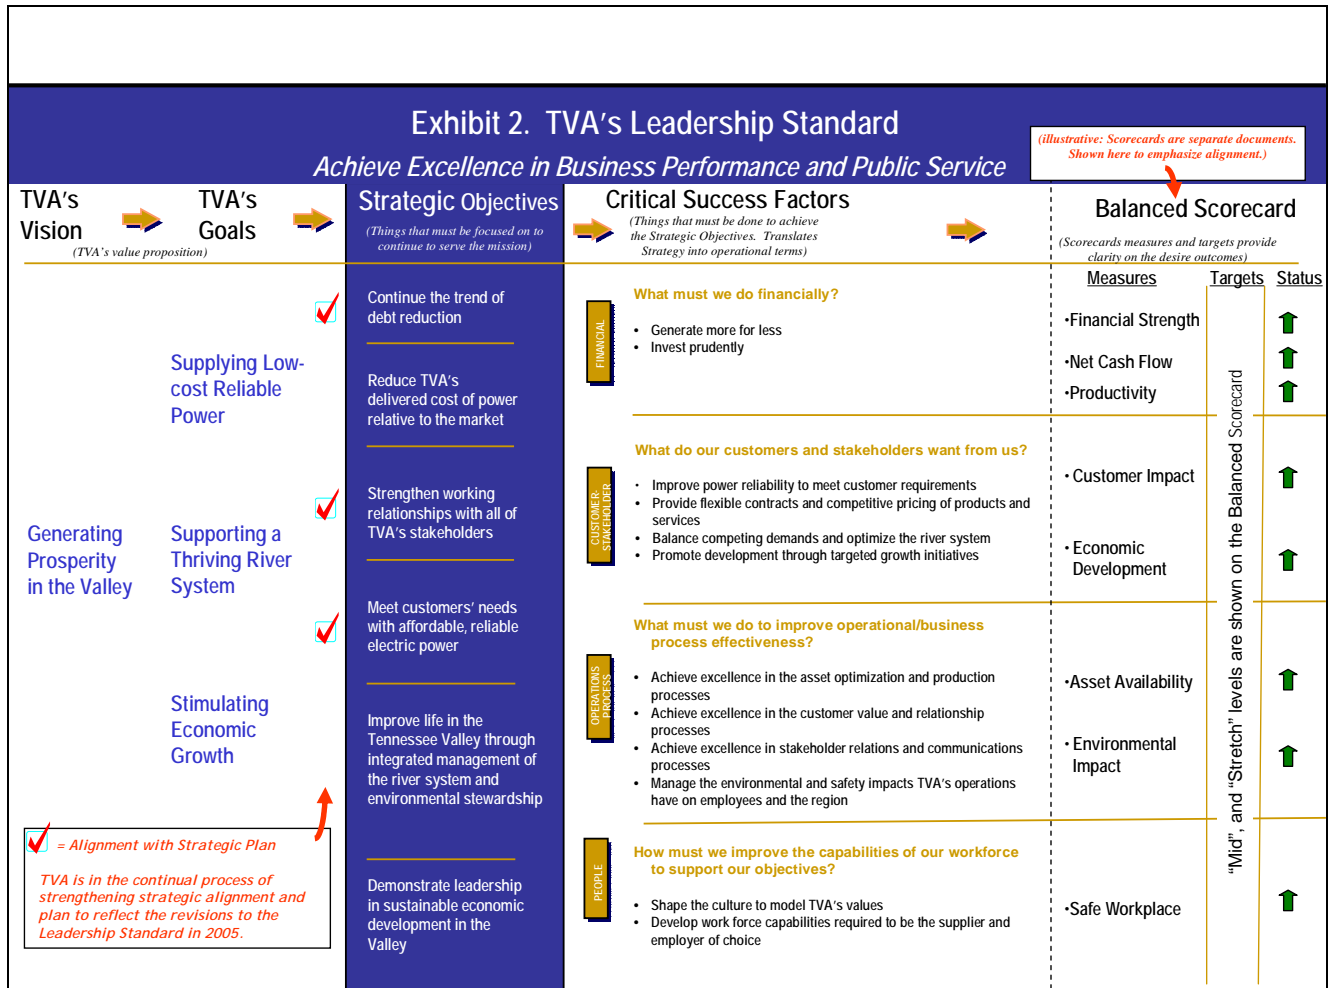 Exhibit 2.  TVA's Leadership Standard
Achieve Excellence in Business Performance and Public Service
(illustrative: Scorecards are separate documents.
Shown here to emphasize alignment.)
TVA's
Vision
TVA's
Goals
(TVA's value proposition)
Strategic Objectives
(Things that must be focused on to
continue to serve the mission)
Critical Success Factors
(Things that must be done to achieve
the Strategic Objectives.  Translates
Strategy into operational terms)
Balanced Scorecard
(Scorecards measures and targets provide
clarity on the desire outcomes)
Measures
Targets
Status
Generating
Prosperity
in the Valley
Supplying Low-
cost Reliable
Power
Supporting a
Thriving River
System
Stimulating
Economic
Growth
= Alignment with Strategic Plan
TVA is in the continual process of
strengthening strategic alignment and
plan to reflect the revisions to the
Leadership Standard in 2005.
Continue the trend of
debt reduction
Reduce TVA's
delivered cost of power
relative to the market
Strengthen working
relationships with all of
TVA's stakeholders
Meet customers' needs
with affordable, reliable
electric power
Improve life in the
Tennessee Valley through
integrated management of
the river system and
environmental stewardship
Demonstrate leadership
in sustainable economic
development in the
Valley
FINANCIAL
What must we do financially?
• Generate more for less
• Invest prudently
CUSTOMER-
STAKEHOLDER
What do our customers and stakeholders want from us?
• Improve power reliability to meet customer requirements
• Provide flexible contracts and competitive pricing of products and
services
• Balance competing demands and optimize the river system
• Promote development through targeted growth initiatives
OPERATIONS
PROCESS
What must we do to improve operational/business
process effectiveness?
• Achieve excellence in the asset optimization and production
processes
• Achieve excellence in the customer value and relationship
processes
• Achieve excellence in stakeholder relations and communications
processes
• Manage the environmental and safety impacts TVA's operations
have on employees and the region
PEOPLE
How must we improve the capabilities of our workforce
to support our objectives?
• Shape the culture to model TVA's values
• Develop work force capabilities required to be the supplier and
employer of choice
•Financial Strength
•Net Cash Flow
•Productivity
• Customer Impact
• Economic
Development
•Asset Availability
• Environmental
Impact
•Safe Workplace
"Mid", and "Stretch" levels are shown on the Balanced Scorecard